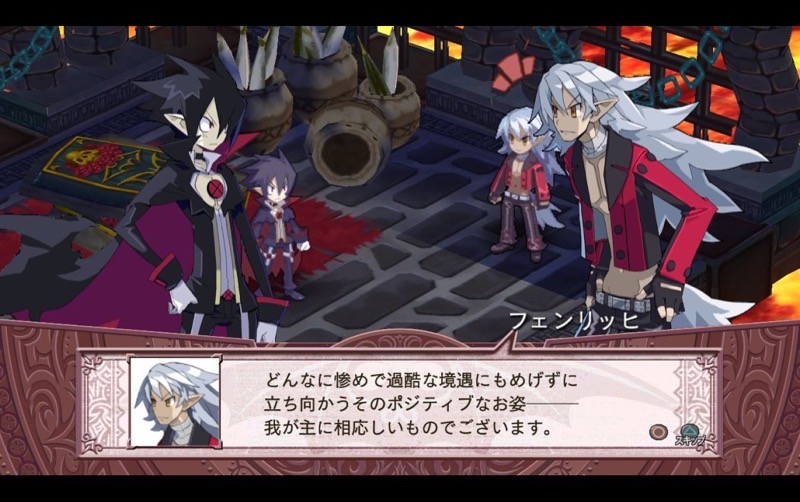 フェンリッヒ
どんなに惨めで過酷な境遇にもめげずに
立ち向かうそのポジティブなお姿───
我が主に相応しいものでございます。
スキップ